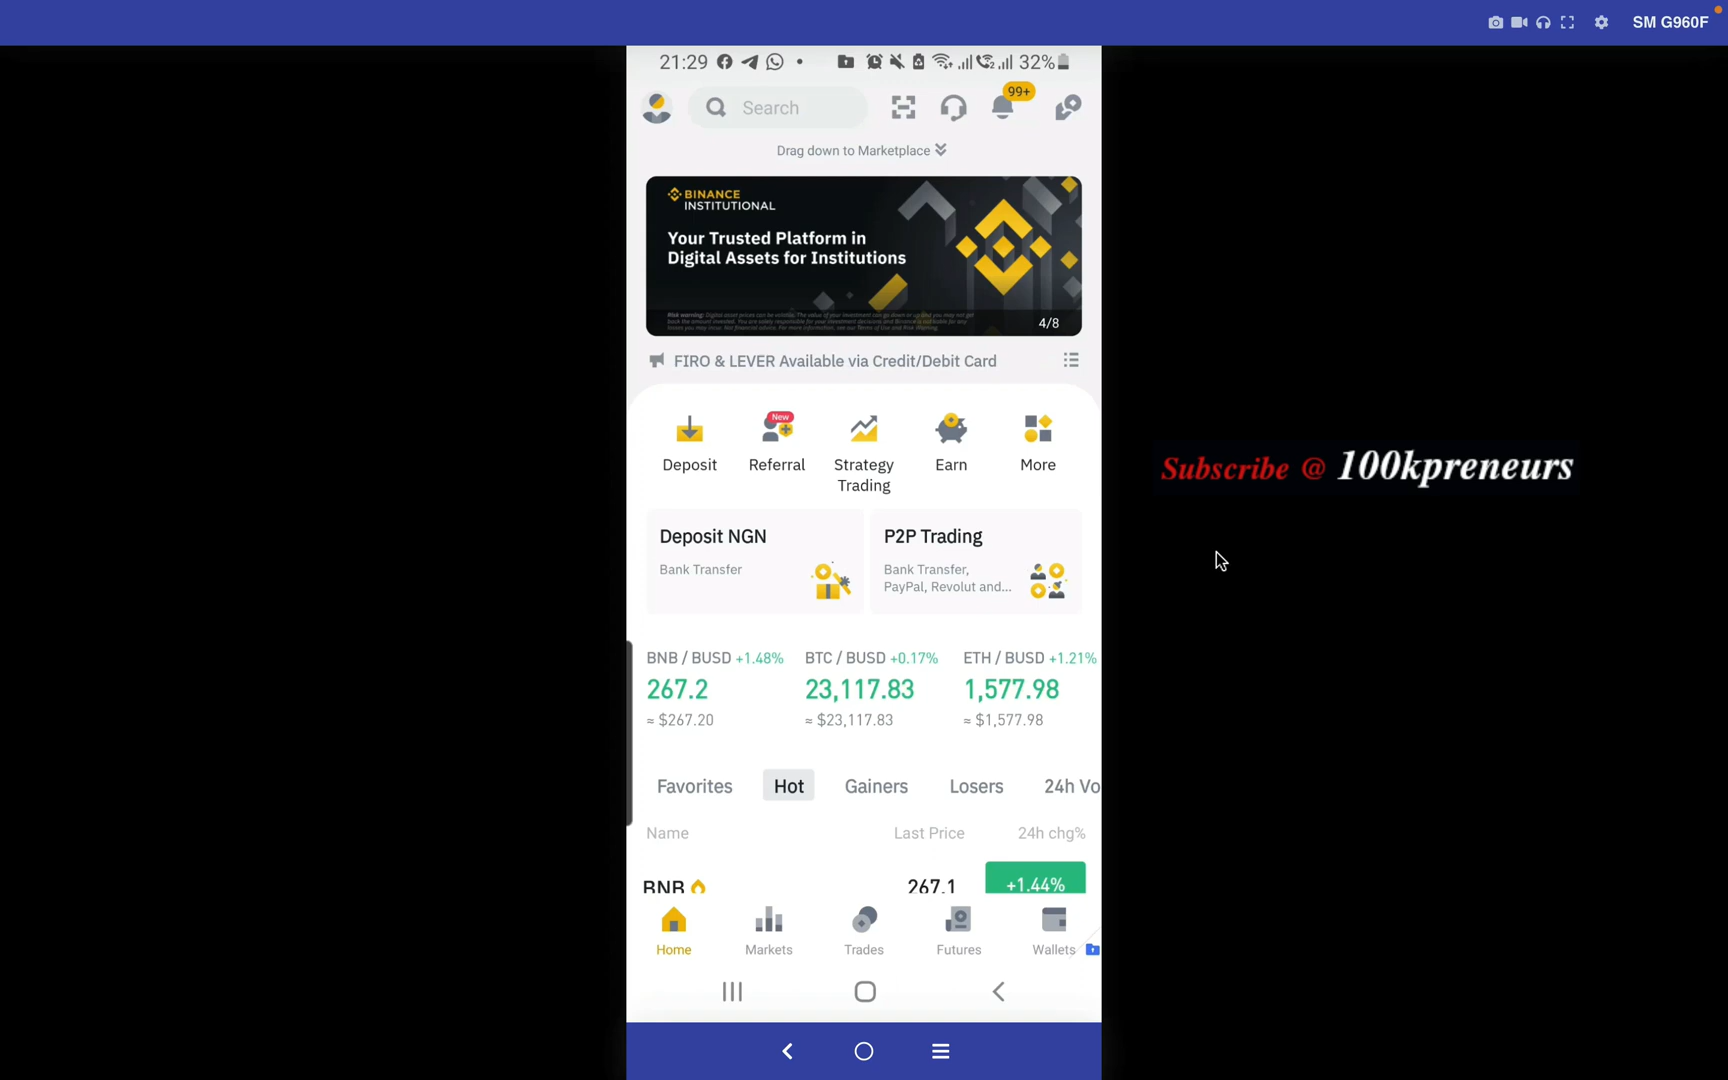 SM G960F
21:29
32%
Search
99+
Drag down to Marketplace
BINANCE
INSTITUTIONAL
Your Trusted Platform in
Digital Assets for Institutions
4/8
FIRO & LEVER Available via Credit/Debit Card
New
Deposit
Referral
Strategy
Trading
Earn
More
Deposit NGN
Bank Transfer
P2P Trading
Bank Transfer,
PayPal, Revolut and...
BNB / BUSD +1.48%
267.2
≈ $267.20
BTC / BUSD +0.17%
23,117.83
≈ $23,117.83
ETH / BUSD +1.21%
1,577.98
≈ $1,577.98
Favorites
Hot
Gainers
Losers
24h Vo
Name
Last Price
24h chg%
BNB
267.1
+1.44%
Home
Markets
Trades
Futures
Wallets
Subscribe @ 100kpreneurs